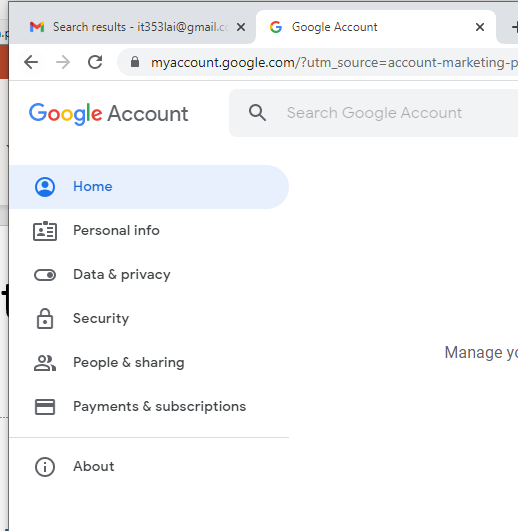 Search results - it353lai@gmail.c
Google Account
myaccount.google.com/?utm_source=account-marketing-p
Google Account
Search Google Account
Home
Personal info
Data & privacy
Security
Manage yo
People & sharing
Payments & subscriptions
About